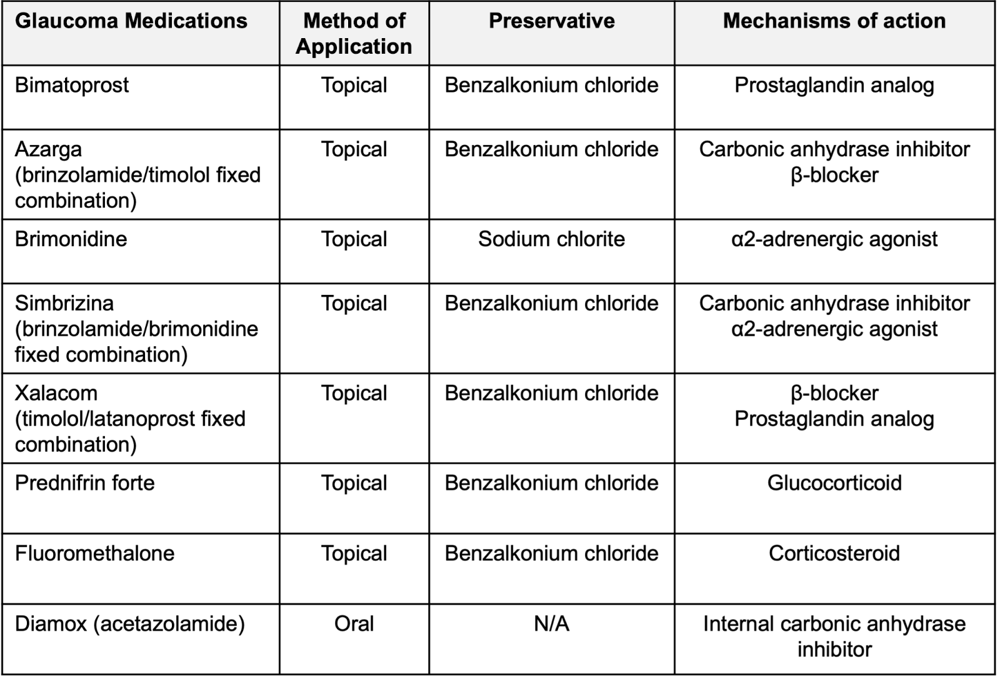 Glaucoma Medications
Method of
Application
Preservative
Mechanisms of action
Bimatoprost
Topical
Benzalkonium chloride
Prostaglandin analog
Azarga
(brinzolamide/timolol fixed
combination)
Topical
Benzalkonium chloride
Carbonic anhydrase inhibitor
β-blocker
Brimonidine
Topical
Sodium chlorite
α2-adrenergic agonist
Simbrizina
(brinzolamide/brimonidine
fixed combination)
Topical
Benzalkonium chloride
Carbonic anhydrase inhibitor
α2-adrenergic agonist
Xalacom
(timolol/latanoprost fixed
combination)
Topical
Benzalkonium chloride
β-blocker
Prostaglandin analog
Prednifrin forte
Topical
Benzalkonium chloride
Glucocorticoid
Fluoromethalone
Topical
Benzalkonium chloride
Corticosteroid
Diamox (acetazolamide)
Oral
N/A
Internal carbonic anhydrase
inhibitor